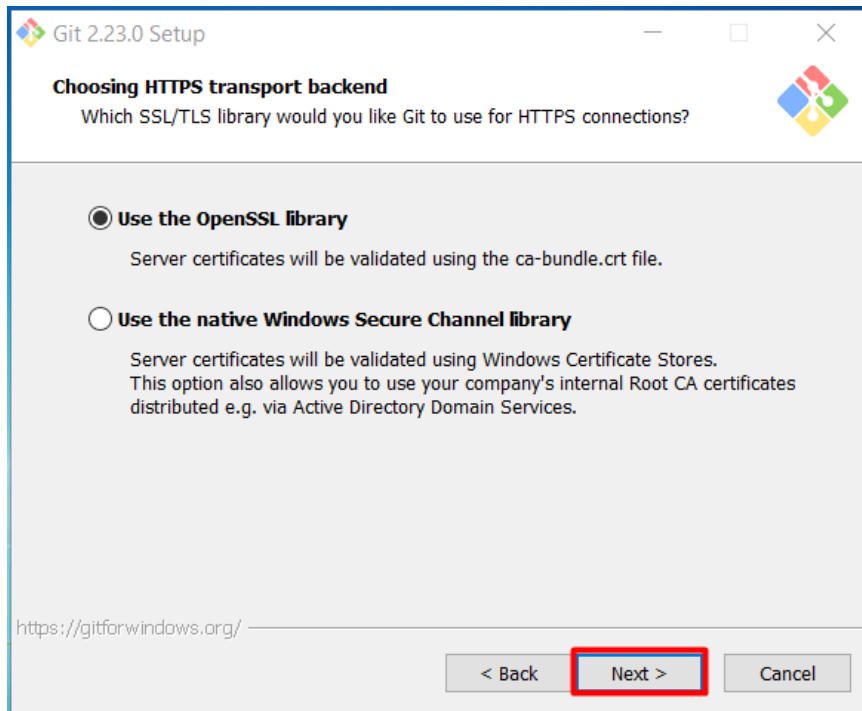 Git 2.23.0 Setup
Choosing HTTPS transport backend
Which SSL/TLS library would you like Git to use for HTTPS connections?
Use the OpenSSL library
Server certificates will be validated using the ca-bundle.crt file.
Use the native Windows Secure Channel library
Server certificates will be validated using Windows Certificate Stores.
This option also allows you to use your company's internal Root CA certificates
distributed e.g. via Active Directory Domain Services.
https://gitforwindows.org/
< Back Next > Cancel